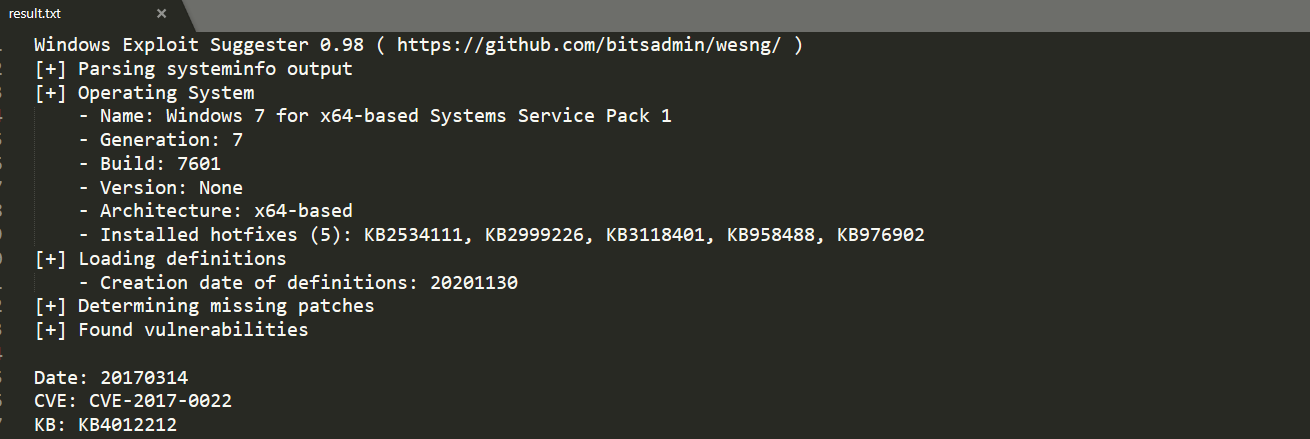 result.txt ×
Windows Exploit Suggester 0.98 ( https://github.com/bitsadmin/wesng/ )
[+] Parsing systeminfo output
[+] Operating System
- Name: Windows 7 for x64-based Systems Service Pack 1
- Generation: 7
- Build: 7601
- Version: None
- Architecture: x64-based
- Installed hotfixes (5): KB2534111, KB2999226, KB3118401, KB958488, KB976902
[+] Loading definitions
- Creation date of definitions: 20201130
[+] Determining missing patches
[+] Found vulnerabilities
Date: 20170314
CVE: CVE-2017-0022
KB: KB4012212